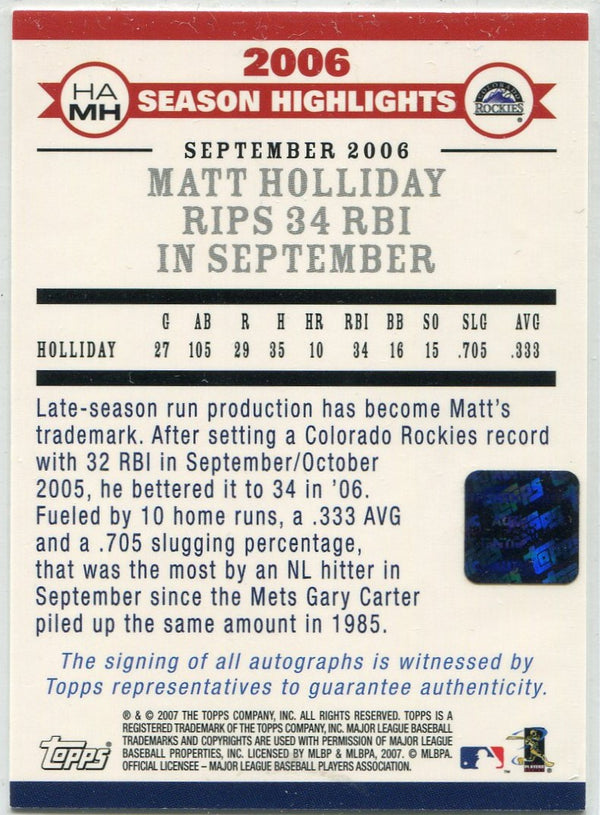 2006
HA
MH
SEASON HIGHLIGHTS
COLORADO
ROCKIES
®
SEPTEMBER 2006
MATT HOLLIDAY
RIPS 34 RBI
IN SEPTEMBER
G AB R H HR RBI BB SO SLG AVG
HOLLIDAY 27 105 29 35 10 34 16 15 .705 .333
Late-season run production has become Matt's
trademark. After setting a Colorado Rockies record
with 32 RBI in September/October
2005, he bettered it to 34 in '06.
Fueled by 10 home runs, a .333 AVG
and a .705 slugging percentage,
that was the most by an NL hitter in
September since the Mets Gary Carter
piled up the same amount in 1985.
topps
The signing of all autographs is witnessed by
Topps representatives to guarantee authenticity.
® & © 2007 THE TOPPS COMPANY, INC. ALL RIGHTS RESERVED. TOPPS IS A
REGISTERED TRADEMARK OF THE TOPPS COMPANY, INC. MAJOR LEAGUE BASEBALL
TRADEMARKS AND COPYRIGHTS ARE USED WITH PERMISSION OF MAJOR LEAGUE
BASEBALL PROPERTIES, INC. LICENSED BY MLBP & MLBPA, 2007. © MLBPA.
OFFICIAL LICENSEE – MAJOR LEAGUE BASEBALL PLAYERS ASSOCIATION.
topps
TM